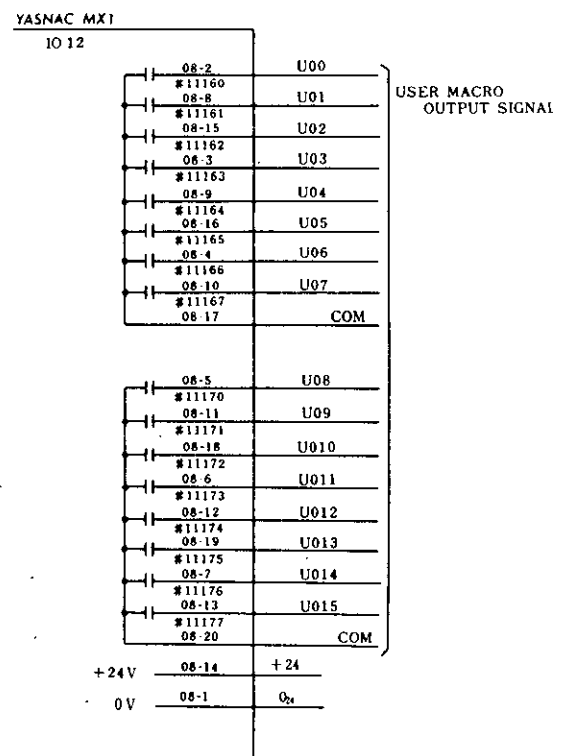 YASNAC MX1
IO 12
08-2 U00
#11160
08-8 U01
#11161
08-15 U02
#11162
08-3 U03
#11163
08-9 U04
#11164
08-16 U05
#11165
08-4 U06
#11166
08-10 U07
#11167
08-17 COM
USER MACRO
OUTPUT SIGNAL
08-5 U08
#11170
08-11 U09
#11171
08-18 U010
#11172
08-6 U011
#11173
08-12 U012
#11174
08-19 U013
#11175
08-7 U014
#11176
08-13 U015
#11177
08-20 COM
+24V 08-14 +24
0V 08-1 0₂₄